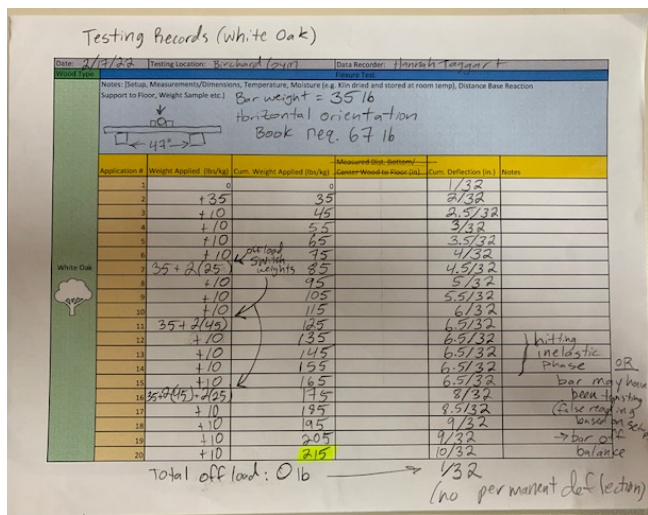 Testing Records (White Oak)
Date: 2/17/22 Testing Location: Birchard Gym Data Recorder: Hannah Taggart
Wood Type Flexure Test
Notes: [Setup, Measurements/Dimensions, Temperature, Moisture (e.g. Kiln dried and stored at room temp), Distance Base Reaction
Support to Floor, Weight Sample etc.] Bar weight = 35 lb
Horizontal orientation
Book req. 67 lb
47"
Application # Weight Applied (lbs/kg) Cum. Weight Applied (lbs/kg) Measured Dist. Bottom/ Center Wood to Floor (in) Cum. Deflection (in.) Notes
1 0 0 1/32
2 +35 35 2/32
3 +10 45 2.5/32
4 +10 55 3/32
5 +10 65 3.5/32
6 +10 75 4/32
off load
switch
weights
White Oak
7 35+2(25) 85 4.5/32
8 +10 95 5/32
9 +10 105 5.5/32
10 +10 115 6/32
11 35+2(45) 125 6.5/32
12 +10 135 6.5/32 hitting
13 +10 145 6.5/32 inelastic
14 +10 155 6.5/32 phase OR
15 +10 165 6.5/32 bar may have
16 35+2(45)+2(25) 175 8/32 been twisting
17 +10 185 8.5/32 (false reading
18 +10 195 9/32 based on setup
19 +10 205 9/32 → bar off
20 +10 215 10/32 balance
Total off load: 0 lb → 1/32
(no permanent deflection)